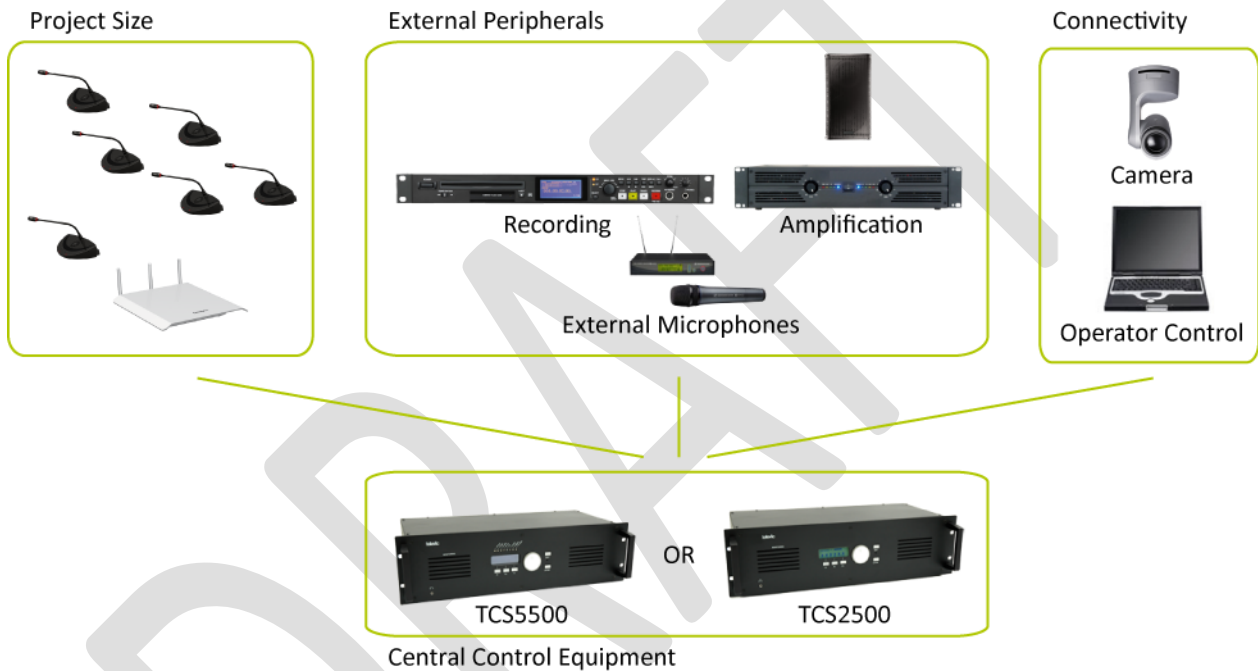 Project Size
External Peripherals
Connectivity
Recording
Amplification
External Microphones
Camera
Operator Control
TCS5500
OR
TCS2500
Central Control Equipment
DRAFT